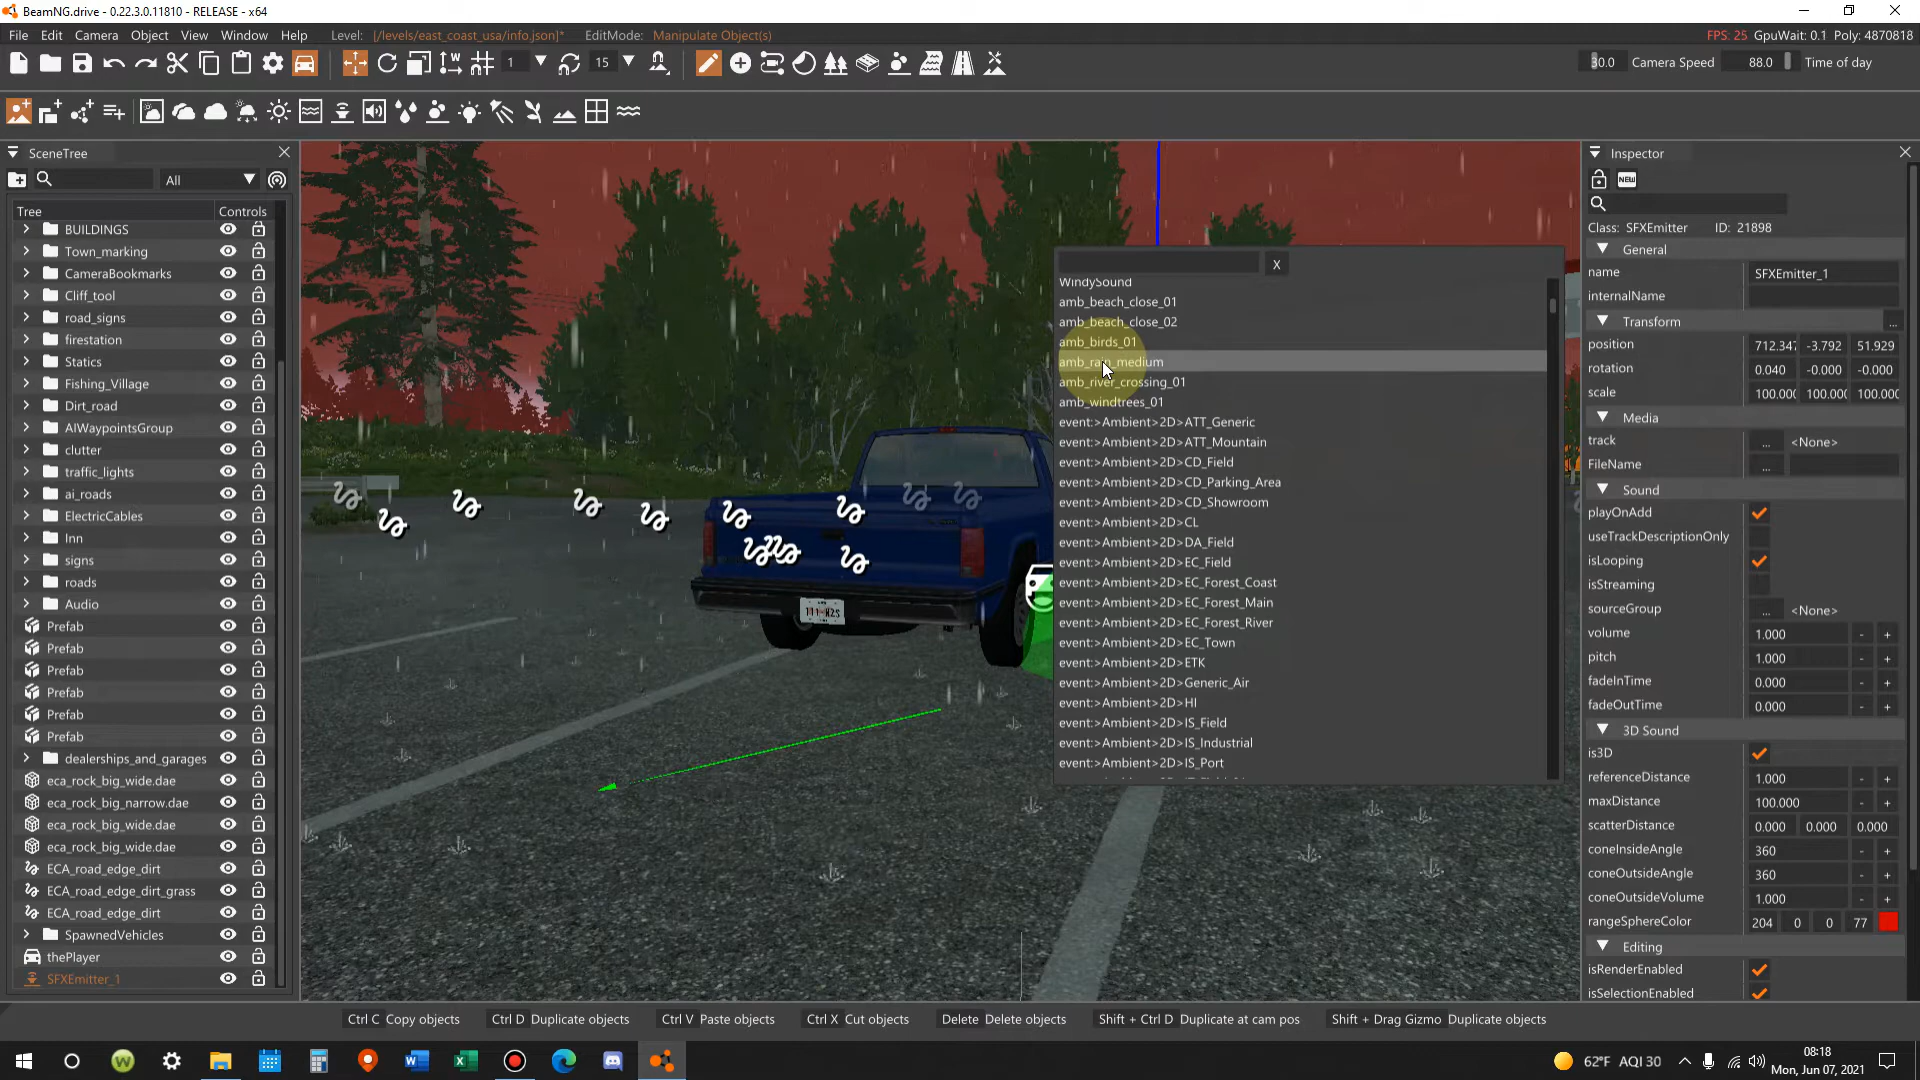 BeamNG.drive - 0.22.3.0.11810 - RELEASE - x64
File Edit Camera Object View Window Help Level: [/levels/east_coast_usa/info.json]* EditMode: Manipulate Object(s) FPS: 25 GpuWait: 0.1 Poly: 4870818
1 15 30.0 Camera Speed 88.0 Time of day
SceneTree
All
Tree Controls
BUILDINGS
Town_marking
CameraBookmarks
Cliff_tool
road_signs
firestation
Statics
Fishing_Village
Dirt_road
AIWaypointsGroup
clutter
traffic_lights
ai_roads
ElectricCables
Inn
signs
roads
Audio
Prefab
Prefab
Prefab
Prefab
Prefab
Prefab
dealerships_and_garages
eca_rock_big_wide.dae
eca_rock_big_narrow.dae
eca_rock_big_wide.dae
eca_rock_big_wide.dae
ECA_road_edge_dirt
ECA_road_edge_dirt_grass
ECA_road_edge_dirt
SpawnedVehicles
thePlayer
SFXEmitter_1
X
WindySound
amb_beach_close_01
amb_beach_close_02
amb_birds_01
amb_rain_medium
amb_river_crossing_01
amb_windtrees_01
event:>Ambient>2D>ATT_Generic
event:>Ambient>2D>ATT_Mountain
event:>Ambient>2D>CD_Field
event:>Ambient>2D>CD_Parking_Area
event:>Ambient>2D>CD_Showroom
event:>Ambient>2D>CL
event:>Ambient>2D>DA_Field
event:>Ambient>2D>EC_Field
event:>Ambient>2D>EC_Forest_Coast
event:>Ambient>2D>EC_Forest_Main
event:>Ambient>2D>EC_Forest_River
event:>Ambient>2D>EC_Town
event:>Ambient>2D>ETK
event:>Ambient>2D>Generic_Air
event:>Ambient>2D>HI
event:>Ambient>2D>IS_Field
event:>Ambient>2D>IS_Industrial
event:>Ambient>2D>IS_Port
Inspector
NEW
Class: SFXEmitter ID: 21898
General
name SFXEmitter_1
internalName
Transform ...
position 712.347 -3.792 51.929
rotation 0.040 -0.000 -0.000
scale 100.000 100.000 100.000
Media
track ... <None>
FileName ...
Sound
playOnAdd
useTrackDescriptionOnly
isLooping
isStreaming
sourceGroup ... <None>
volume 1.000 - +
pitch 1.000 - +
fadeInTime 0.000 - +
fadeOutTime 0.000 - +
3D Sound
is3D
referenceDistance 1.000 - +
maxDistance 100.000 - +
scatterDistance 0.000 0.000 0.000
coneInsideAngle 360 - +
coneOutsideAngle 360 - +
coneOutsideVolume 1.000 - +
rangeSphereColor 204 0 0 77
Editing
isRenderEnabled
isSelectionEnabled
Ctrl C Copy objects Ctrl D Duplicate objects Ctrl V Paste objects Ctrl X Cut objects Delete Delete objects Shift + Ctrl D Duplicate at cam pos Shift + Drag Gizmo Duplicate objects
62°F AQI 30
08:18
Mon, Jun 07, 2021